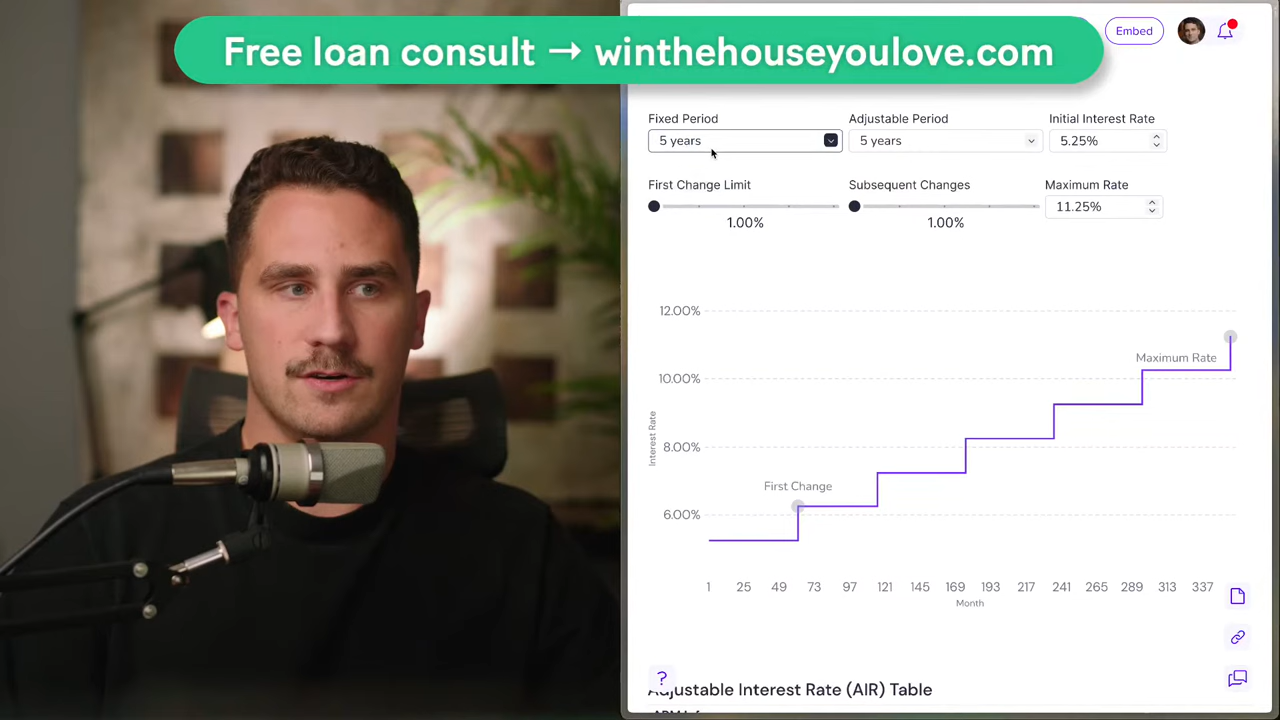 Free loan consult → winthehouseyoulove.com
Embed
Fixed Period
Adjustable Period
Initial Interest Rate
5 years
5 years
5.25%
First Change Limit
Subsequent Changes
Maximum Rate
1.00%
1.00%
11.25%
12.00%
10.00%
8.00%
6.00%
Interest Rate
Maximum Rate
First Change
1 25 49 73 97 121 145 169 193 217 241 265 289 313 337
Month
?
Adjustable Interest Rate (AIR) Table